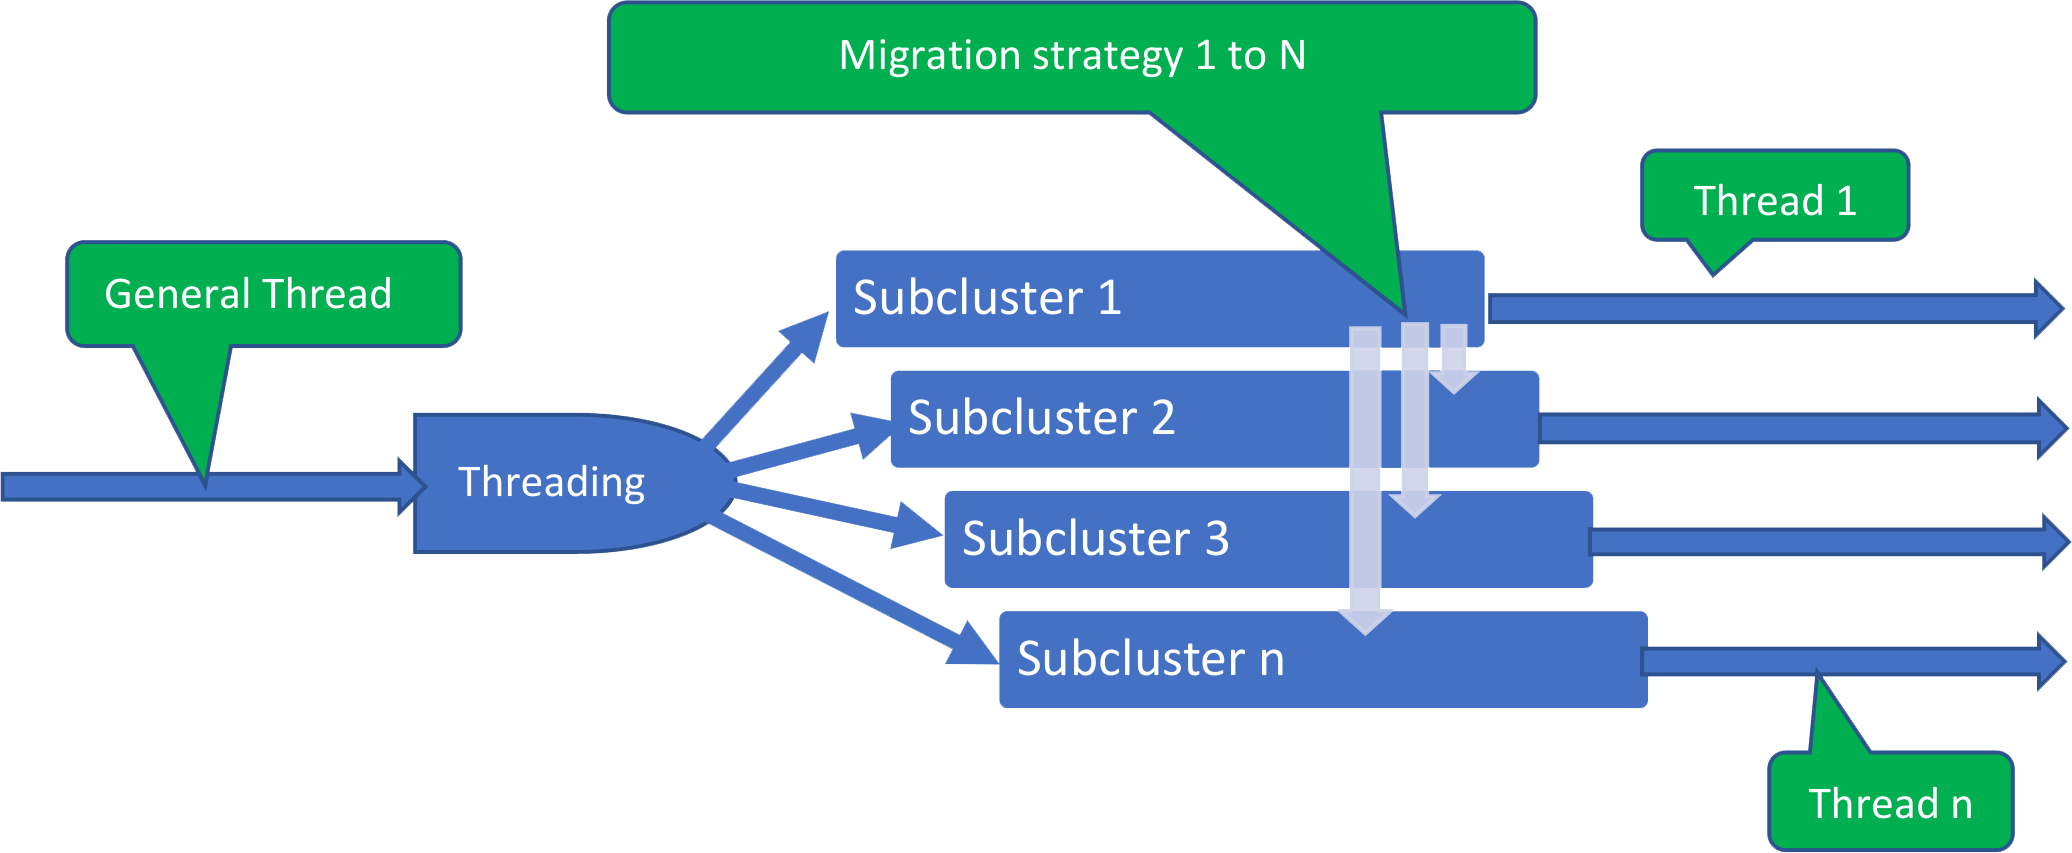 Migration strategy 1 to N
Thread 1
General Thread
Subcluster 1
Subcluster 2
Threading
Subcluster 3
Subcluster n
Thread n